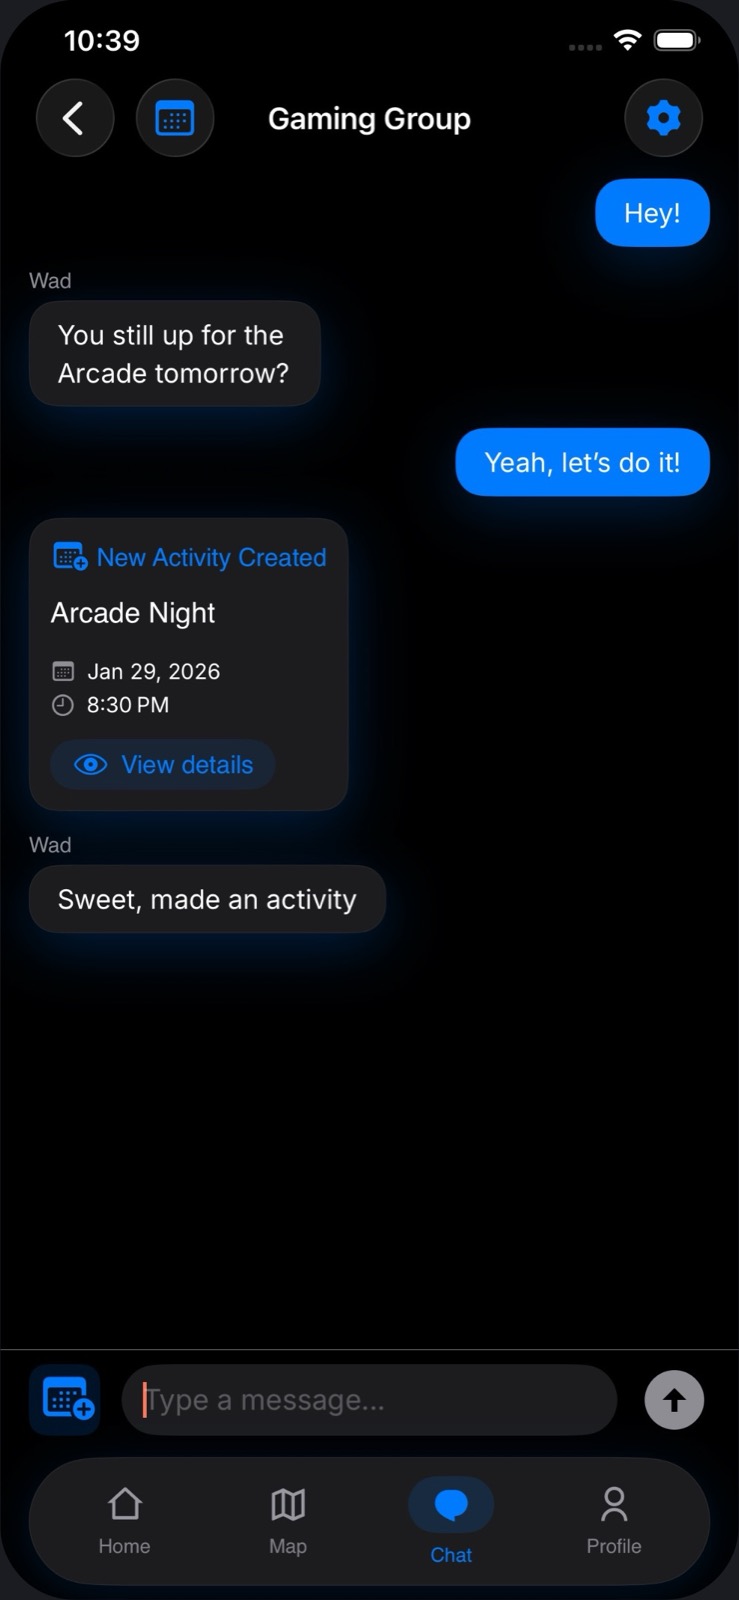 10:39
Gaming Group
Hey!
Wad
You still up for the
Arcade tomorrow?
Yeah, let’s do it!
New Activity Created
Arcade Night
Jan 29, 2026
8:30 PM
View details
Wad
Sweet, made an activity
Type a message...
Home
Map
Chat
Profile